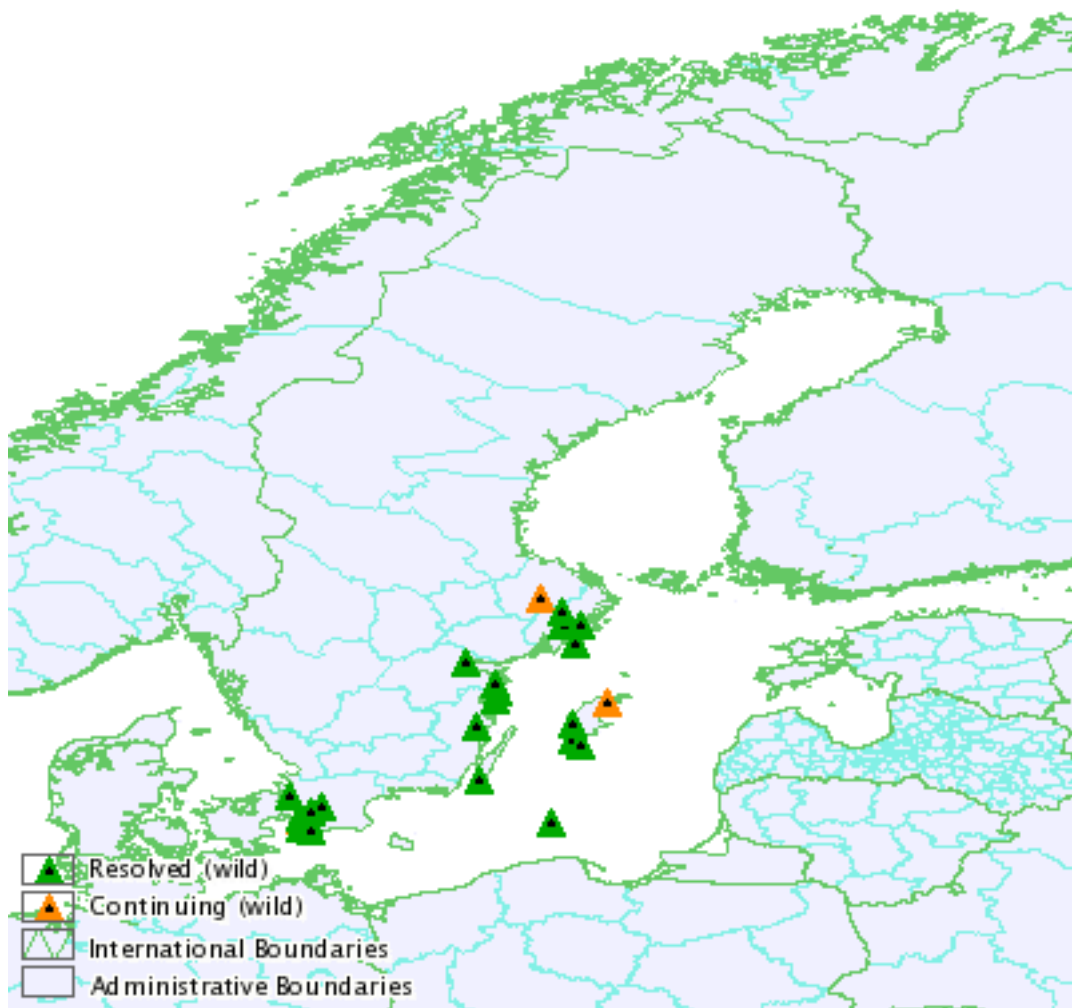 Resolved (wild)
Continuing (wild)
International Boundaries
Administrative Boundaries